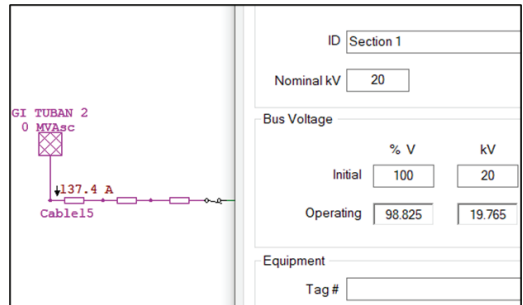 GI TUBAN 2
0 MVAsc
137.4 A
Cable15
ID Section 1
Nominal kV 20
Bus Voltage
% V kV
Initial 100 20
Operating 98.825 19.765
Equipment
Tag #